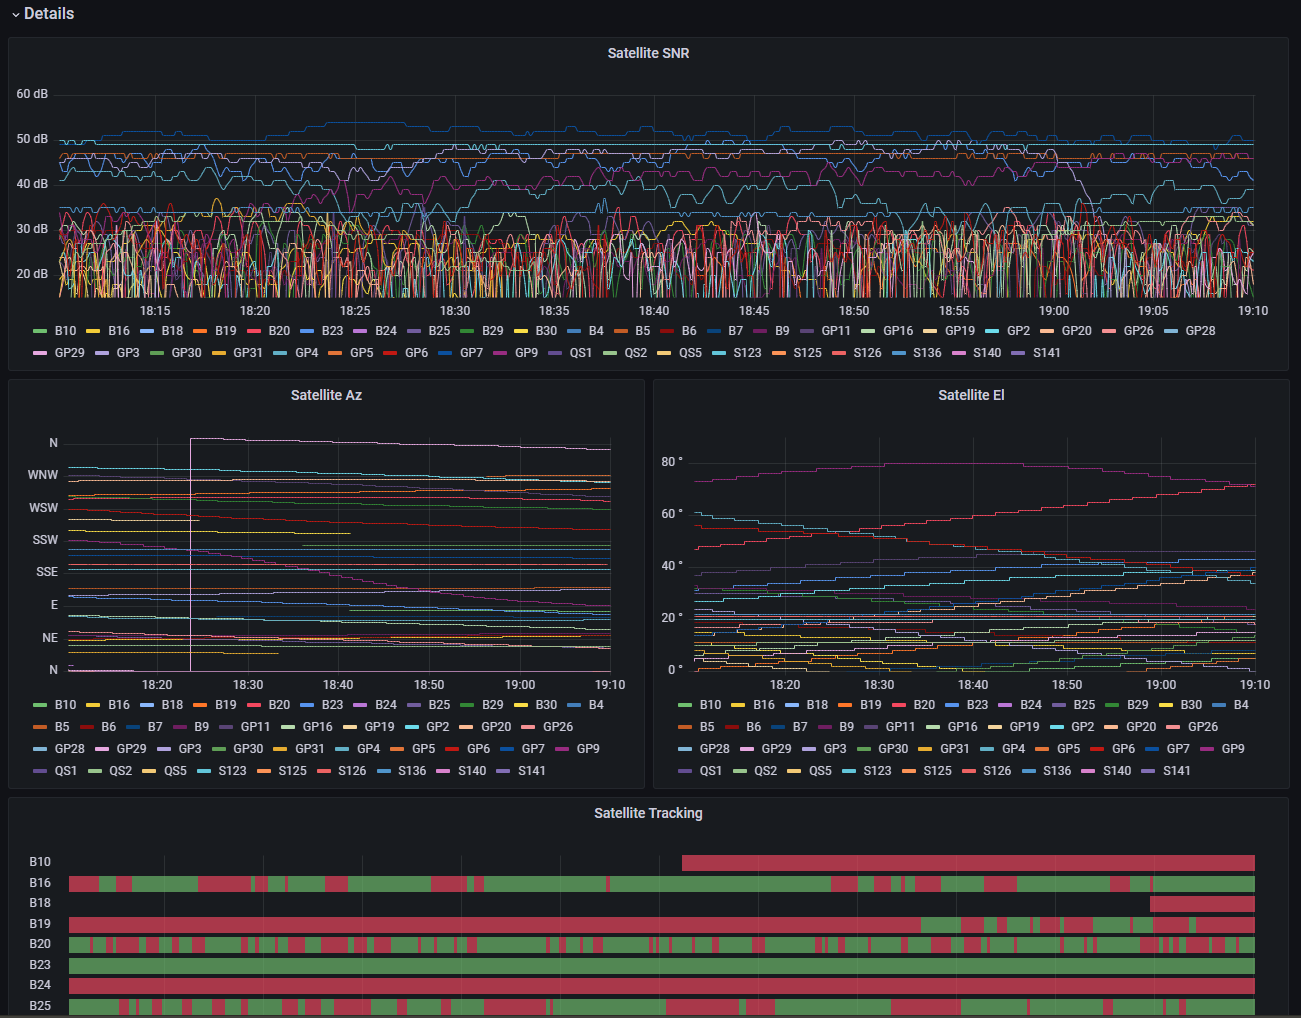 Details
Satellite SNR
60 dB
50 dB
40 dB
30 dB
20 dB
18:15 18:20 18:25 18:30 18:35 18:40 18:45 18:50 18:55 19:00 19:05 19:10
B10 B16 B18 B19 B20 B23 B24 B25 B29 B30 B4 B5 B6 B7 B9 GP11 GP16 GP19 GP2 GP20 GP26 GP28
GP29 GP3 GP30 GP31 GP4 GP5 GP6 GP7 GP9 QS1 QS2 QS5 S123 S125 S126 S136 S140 S141
Satellite Az
N
WNW
WSW
SSW
SSE
E
NE
N
18:20 18:30 18:40 18:50 19:00 19:10
B10 B16 B18 B19 B20 B23 B24 B25 B29 B30 B4
B5 B6 B7 B9 GP11 GP16 GP19 GP2 GP20 GP26
GP28 GP29 GP3 GP30 GP31 GP4 GP5 GP6 GP7 GP9
QS1 QS2 QS5 S123 S125 S126 S136 S140 S141
Satellite El
80 °
60 °
40 °
20 °
0 °
18:20 18:30 18:40 18:50 19:00 19:10
B10 B16 B18 B19 B20 B23 B24 B25 B29 B30 B4
B5 B6 B7 B9 GP11 GP16 GP19 GP2 GP20 GP26
GP28 GP29 GP3 GP30 GP31 GP4 GP5 GP6 GP7 GP9
QS1 QS2 QS5 S123 S125 S126 S136 S140 S141
Satellite Tracking
B10
B16
B18
B19
B20
B23
B24
B25